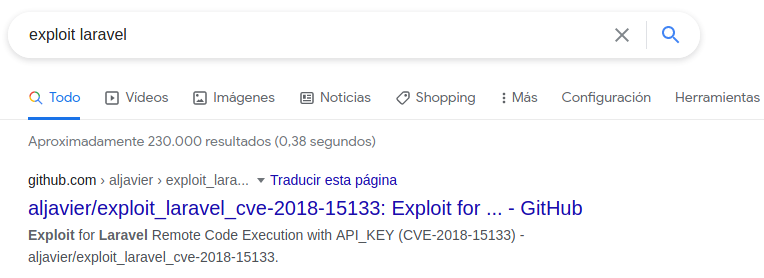 exploit laravel
Todo Vídeos Imágenes Noticias Shopping Más Configuración Herramientas
Aproximadamente 230.000 resultados (0,38 segundos)
github.com › aljavier › exploit_lara... Traducir esta página
aljavier/exploit_laravel_cve-2018-15133: Exploit for ... - GitHub
Exploit for Laravel Remote Code Execution with API_KEY (CVE-2018-15133) -
aljavier/exploit_laravel_cve-2018-15133.